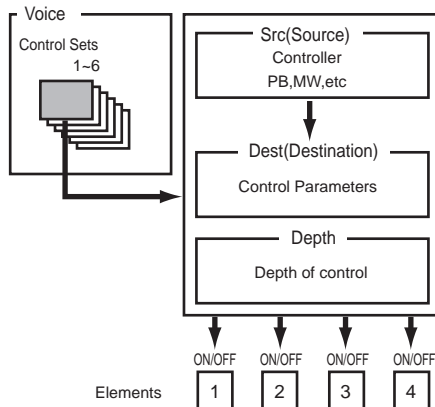 Voice
Control Sets
1~6
Src(Source)
Controller
PB,MW,etc
Dest(Destination)
Control Parameters
Depth
Depth of control
ON/OFF ON/OFF ON/OFF ON/OFF
Elements 1 2 3 4